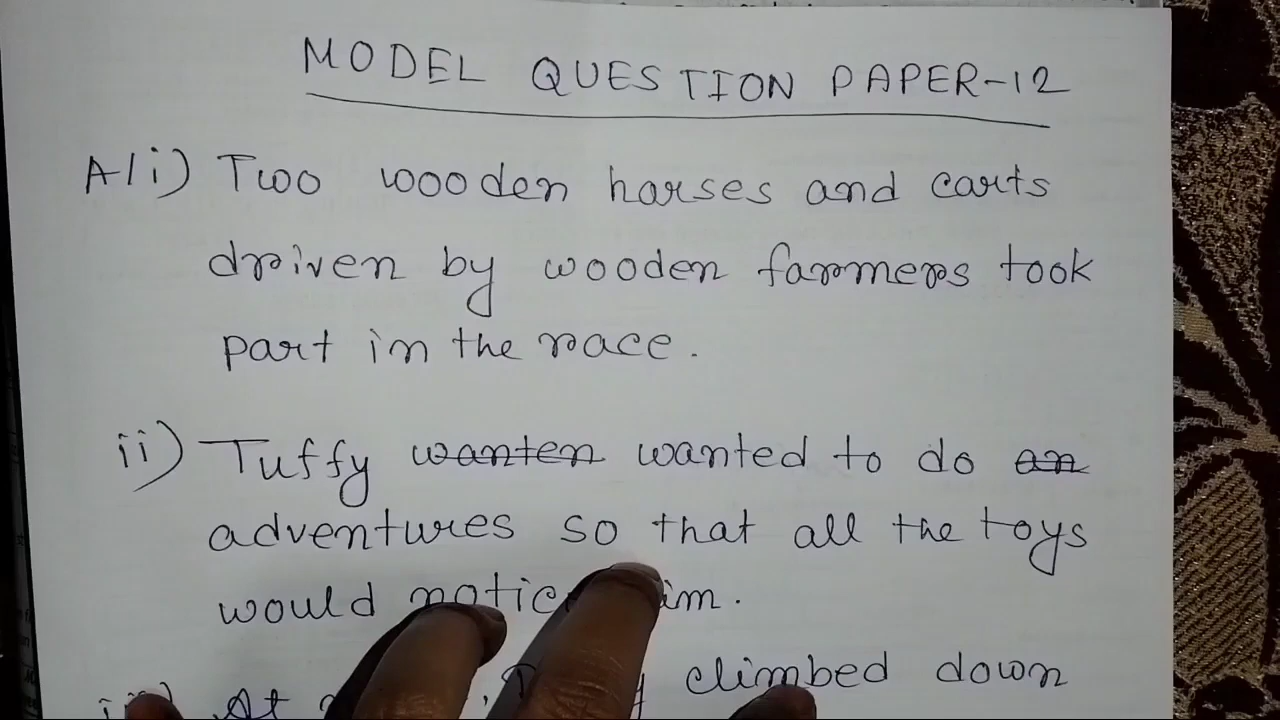 MODEL QUESTION PAPER-12
A/i) Two wooden horses and carts
driven by wooden farmers took
part in the race.
ii) Tuffy wanten wanted to do an
adventures so that all the toys
would
At climbed down